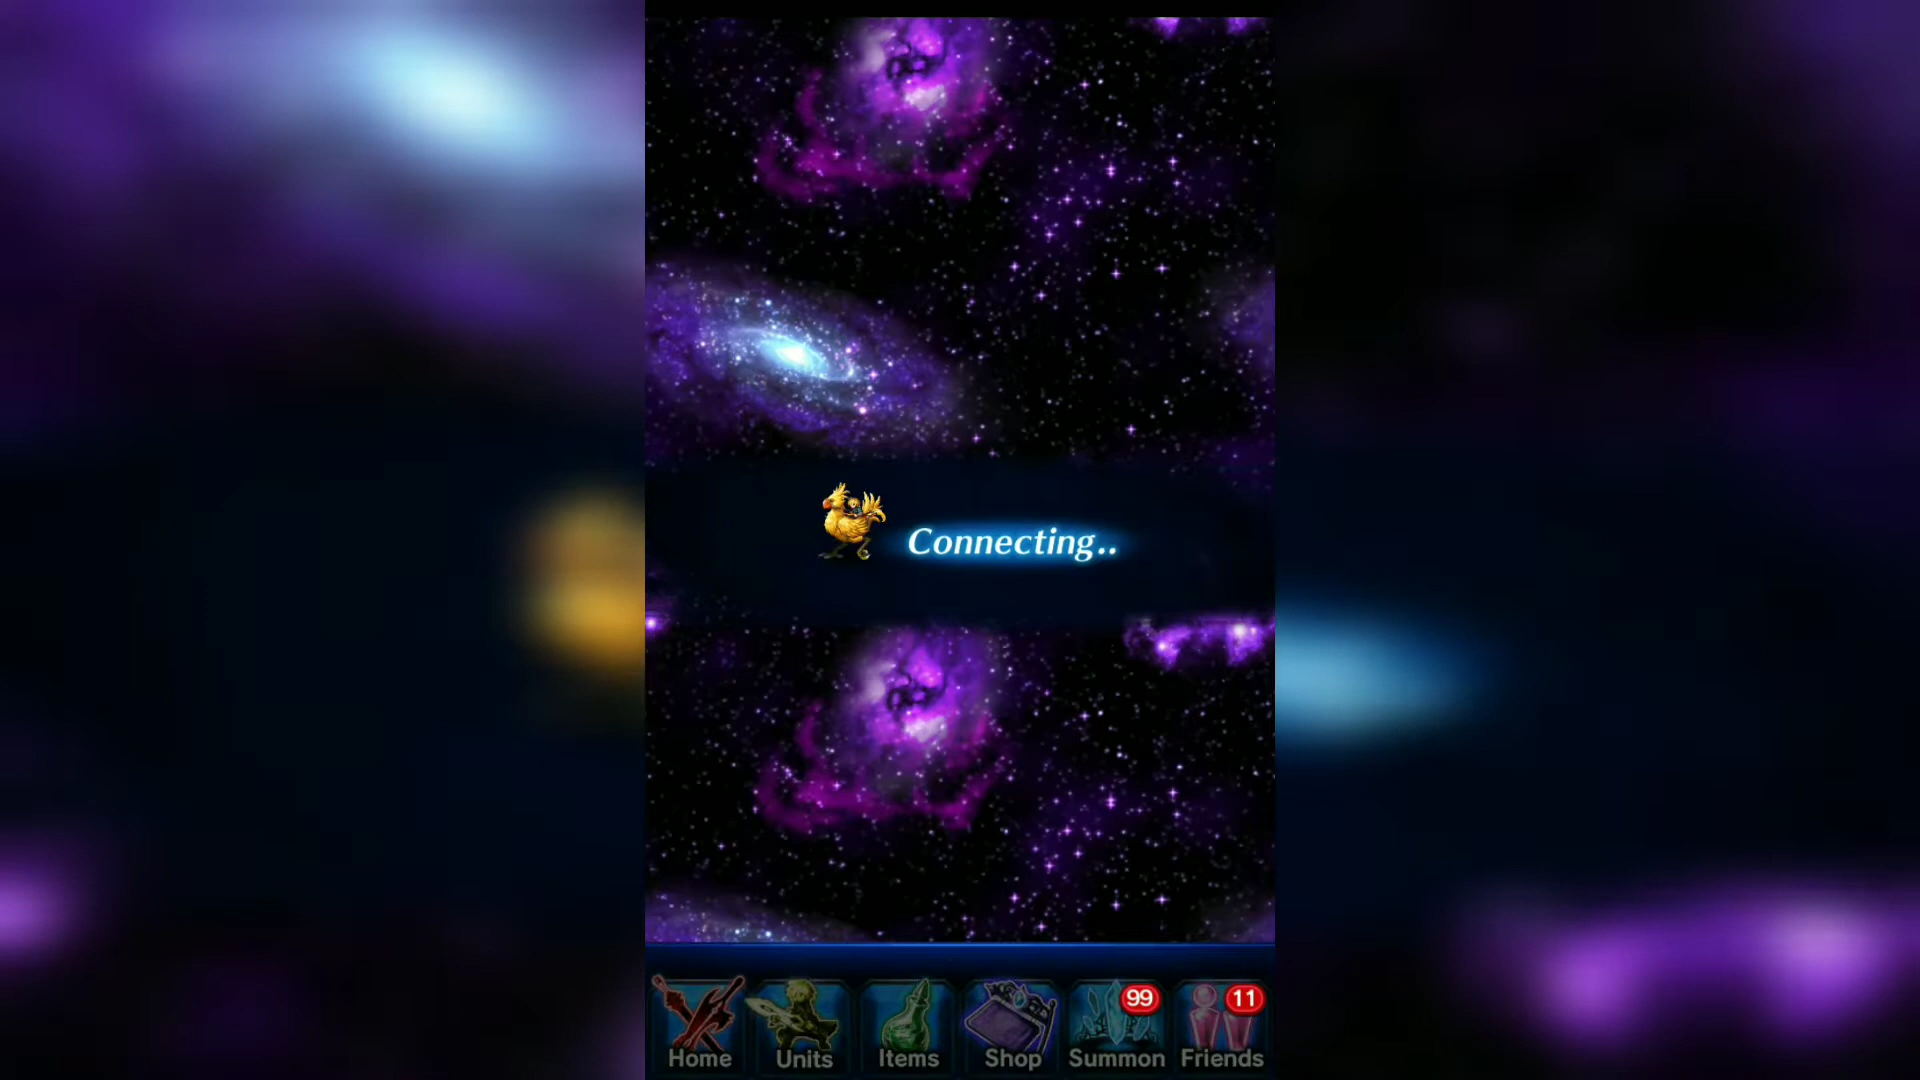 Connecting..
99
11
Home
Units
Items
Shop
Summon
Friends